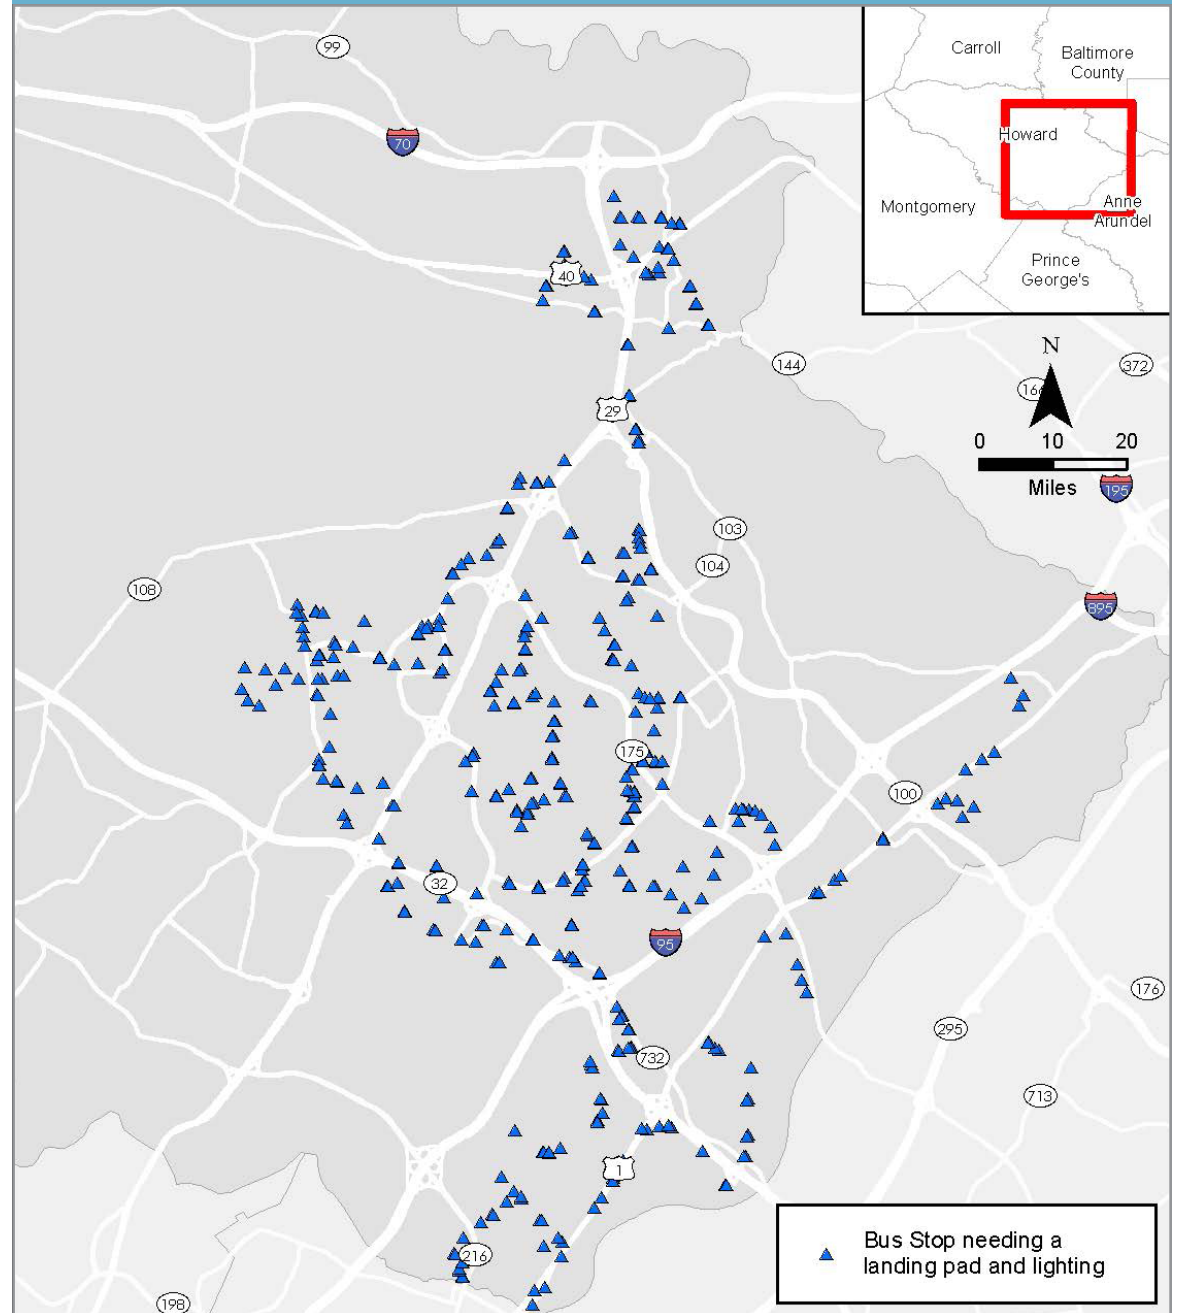 99
70
40
29
144
372
166
195
103
104
108
895
175
100
32
95
176
295
732
713
1
216
198
Carroll
Baltimore
County
Howard
Montgomery
Anne
Arundel
Prince
George's
N
0 10 20
Miles
Bus Stop needing a
landing pad and lighting